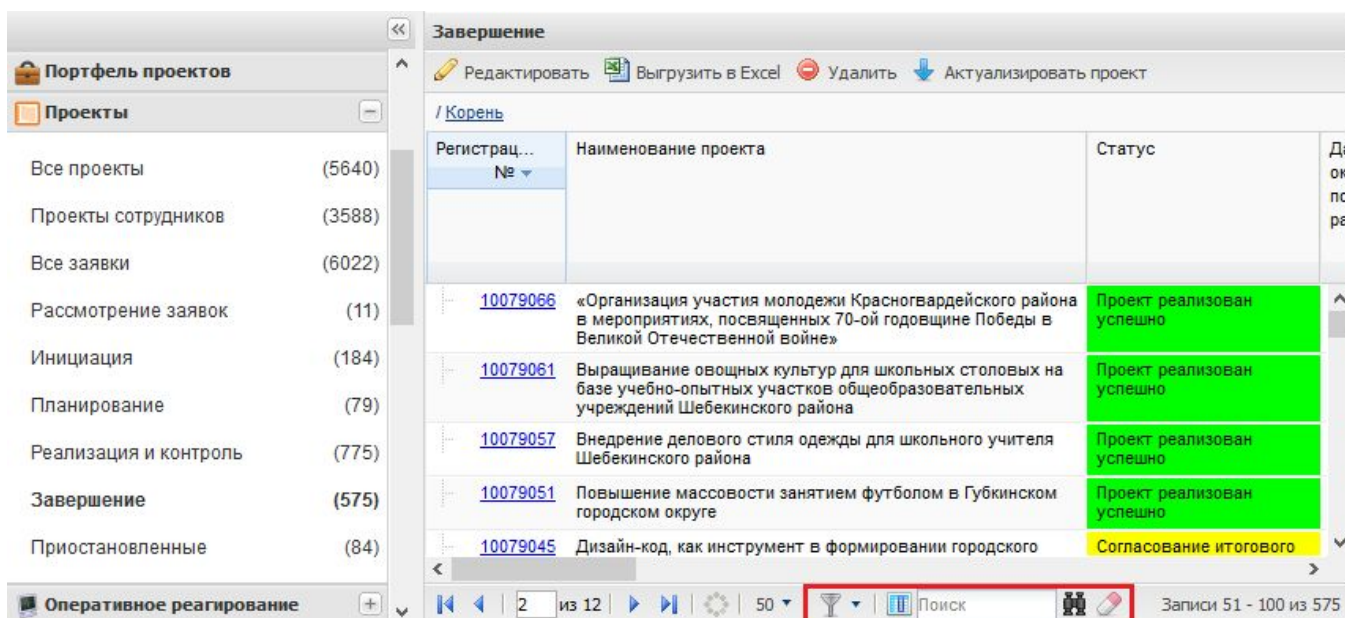 Завершение
Портфель проектов
Редактировать Выгрузить в Excel Удалить Актуализировать проект
Проекты
/ Корень
Все проекты (5640)
Проекты сотрудников (3588)
Все заявки (6022)
Рассмотрение заявок (11)
Инициация (184)
Планирование (79)
Реализация и контроль (775)
Завершение (575)
Приостановленные (84)
Оперативное реагирование
Регистрац...
№
Наименование проекта
Статус
10079066
«Организация участия молодежи Красногвардейского района
в мероприятиях, посвященных 70-ой годовщине Победы в
Великой Отечественной войне»
Проект реализован
успешно
10079061
Выращивание овощных культур для школьных столовых на
базе учебно-опытных участков общеобразовательных
учреждений Шебекинского района
Проект реализован
успешно
10079057
Внедрение делового стиля одежды для школьного учителя
Шебекинского района
Проект реализован
успешно
10079051
Повышение массовости занятием футболом в Губкинском
городском округе
Проект реализован
успешно
10079045
Дизайн-код, как инструмент в формировании городского
Согласование итогового
2 из 12 50 Поиск Записи 51 - 100 из 575